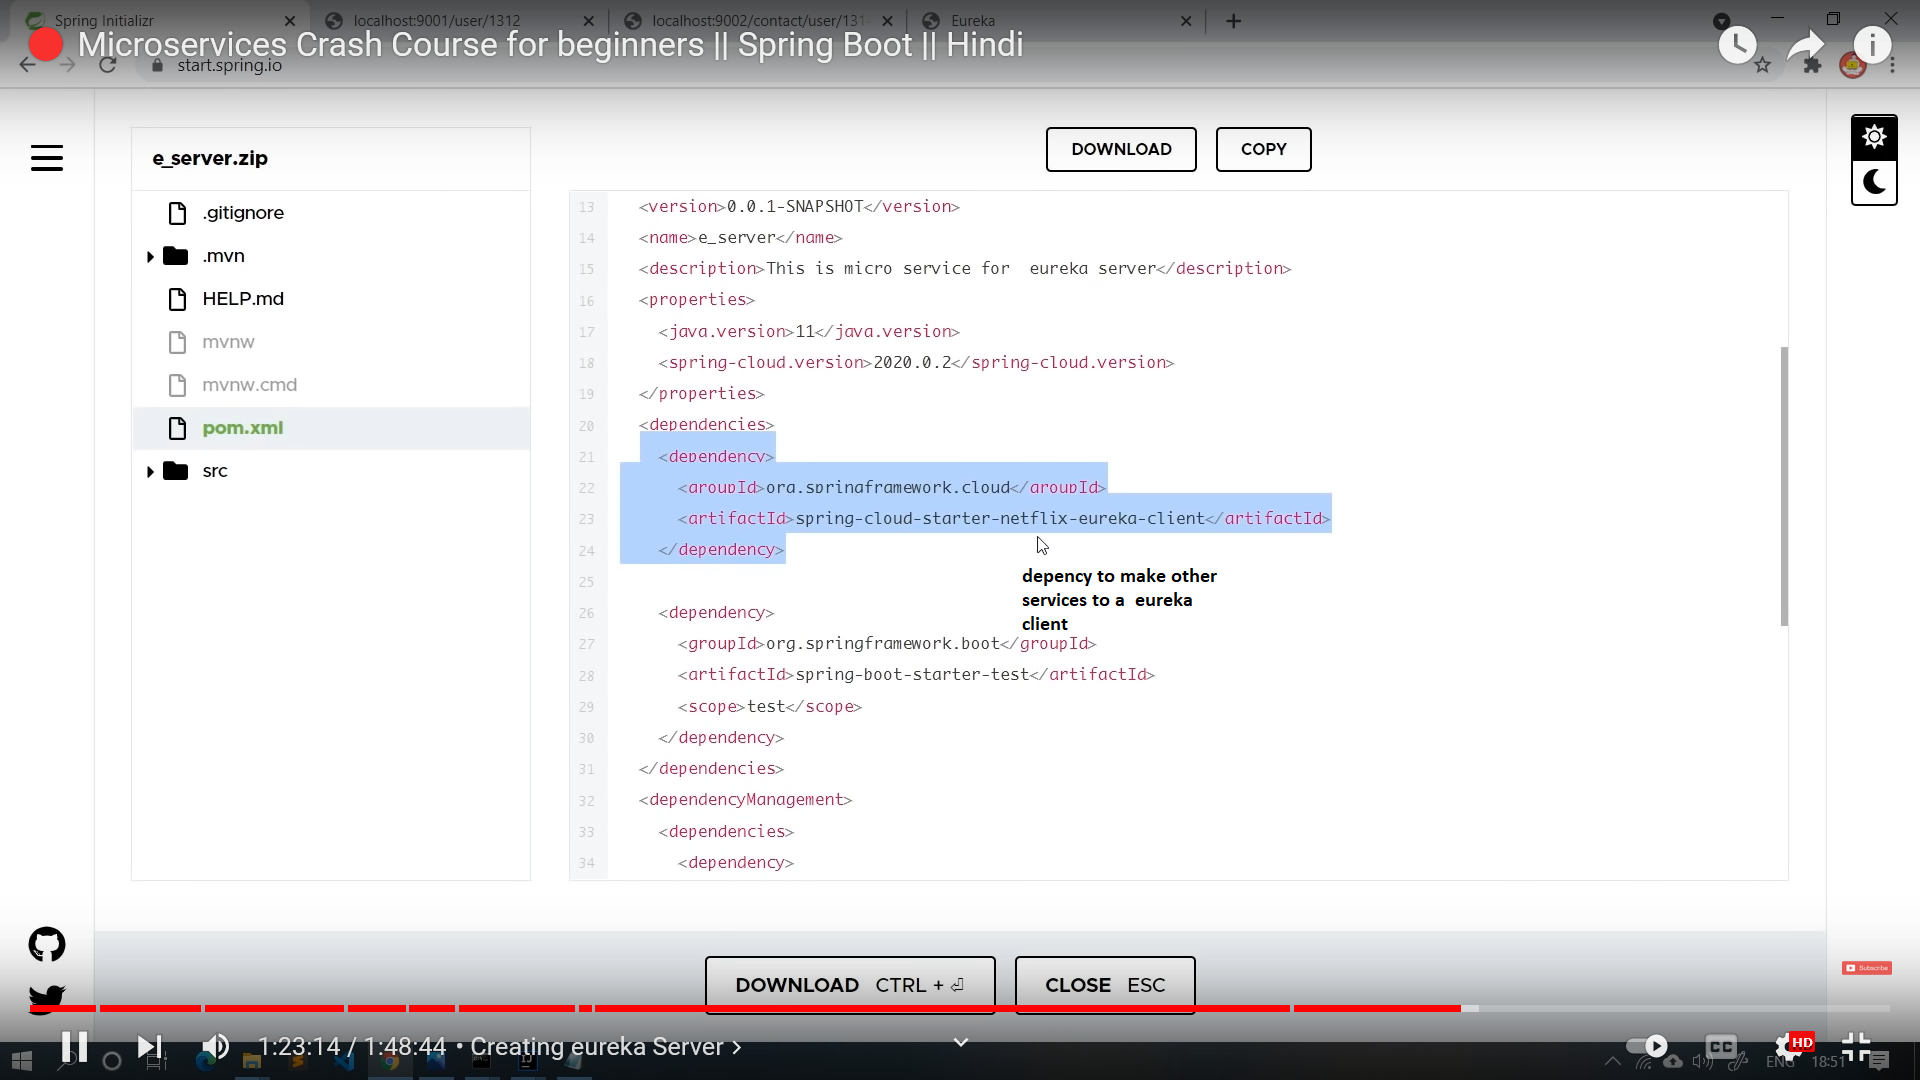 Spring Initializr
localhost:9001/user/1312
localhost:9002/contact/user/131
Eureka
Microservices Crash Course for beginners || Spring Boot || Hindi
start.spring.io
e_server.zip
DOWNLOAD
COPY
.gitignore
.mvn
HELP.md
mvnw
mvnw.cmd
pom.xml
src
13 <version>0.0.1-SNAPSHOT</version>
14 <name>e_server</name>
15 <description>This is micro service for  eureka server</description>
16 <properties>
17 <java.version>11</java.version>
18 <spring-cloud.version>2020.0.2</spring-cloud.version>
19 </properties>
20 <dependencies>
21 <dependency>
22 <groupId>org.springframework.cloud</groupId>
23 <artifactId>spring-cloud-starter-netflix-eureka-client</artifactId>
24 </dependency>
25
depency to make other
services to a  eureka
client
26 <dependency>
27 <groupId>org.springframework.boot</groupId>
28 <artifactId>spring-boot-starter-test</artifactId>
29 <scope>test</scope>
30 </dependency>
31 </dependencies>
32 <dependencyManagement>
33 <dependencies>
34 <dependency>
Subscribe
DOWNLOAD CTRL + ⏎
CLOSE ESC
1:23:14 / 1:48:44 • Creating eureka Server >
CC
HD
ENG
18:51